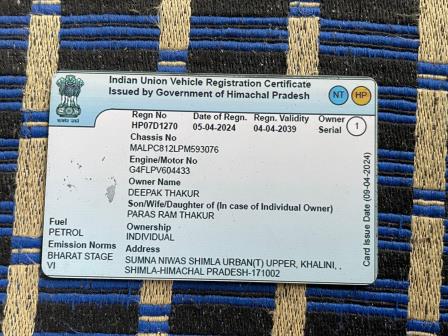 Indian Union Vehicle Registration Certificate
Issued by Government of Himachal Pradesh
NT HP
Regn No Date of Regn. Regn. Validity Owner Serial 1
HP07D1270 05-04-2024 04-04-2039
Chassis No
MALPC812LPM593076
Engine/Motor No
G4FLPV604433
Owner Name
DEEPAK THAKUR
Son/Wife/Daughter of (In case of Individual Owner)
PARAS RAM THAKUR
Fuel
PETROL
Ownership
INDIVIDUAL
Emission Norms
BHARAT STAGE
VI
Address
SUMNA NIWAS SHIMLA URBAN(T) UPPER, KHALINI, ,
SHIMLA-HIMACHAL PRADESH-171002
Card Issue Date (09-04-2024)